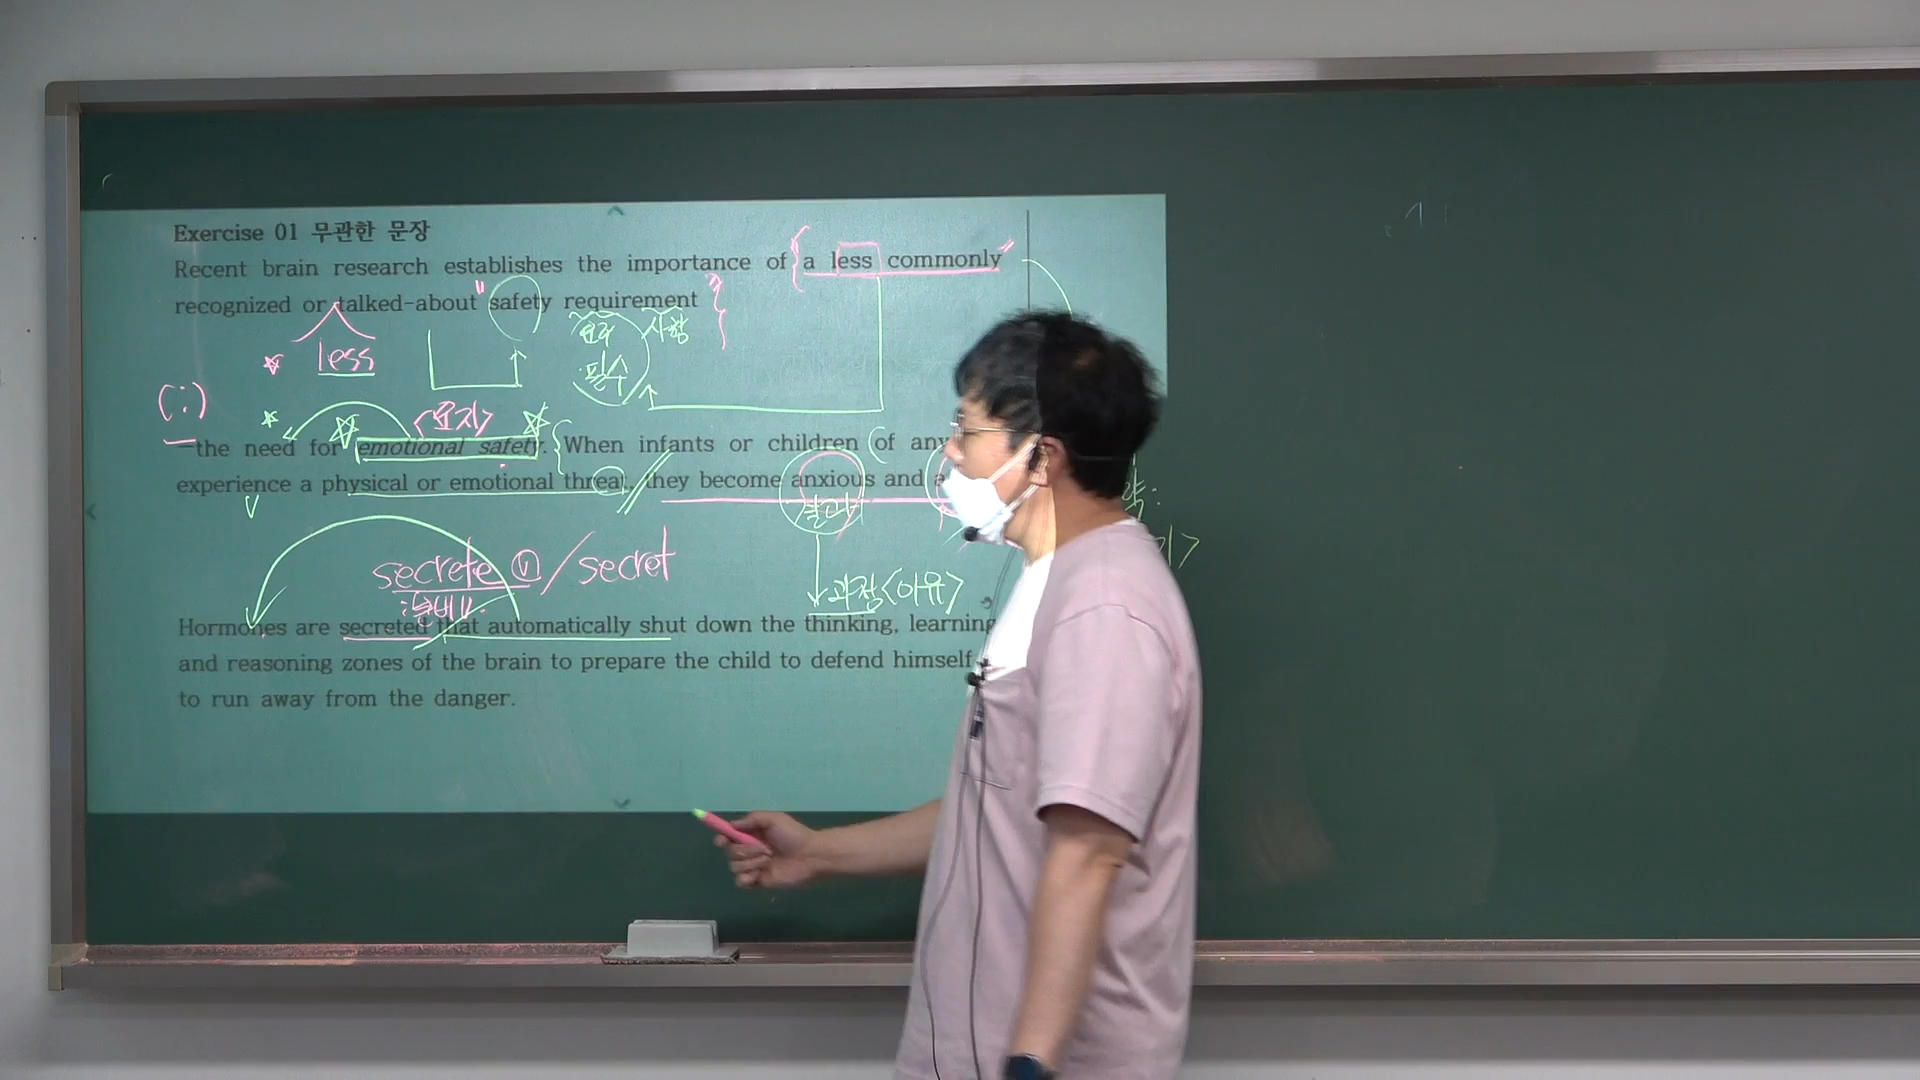 Exercise 01 무관한 문장
Recent brain research establishes the importance of a less commonly
recognized or talked-about safety requirement
요구 사항
less
필수
(:)
<요지>
-the need for emotional safety. When infants or children of any
experience a physical or emotional threat, they become anxious and
결과
secrete ⓥ/secret
:분비
과정<이유>
Hormones are secreted that automatically shut down the thinking, learning
and reasoning zones of the brain to prepare the child to defend himself
to run away from the danger.